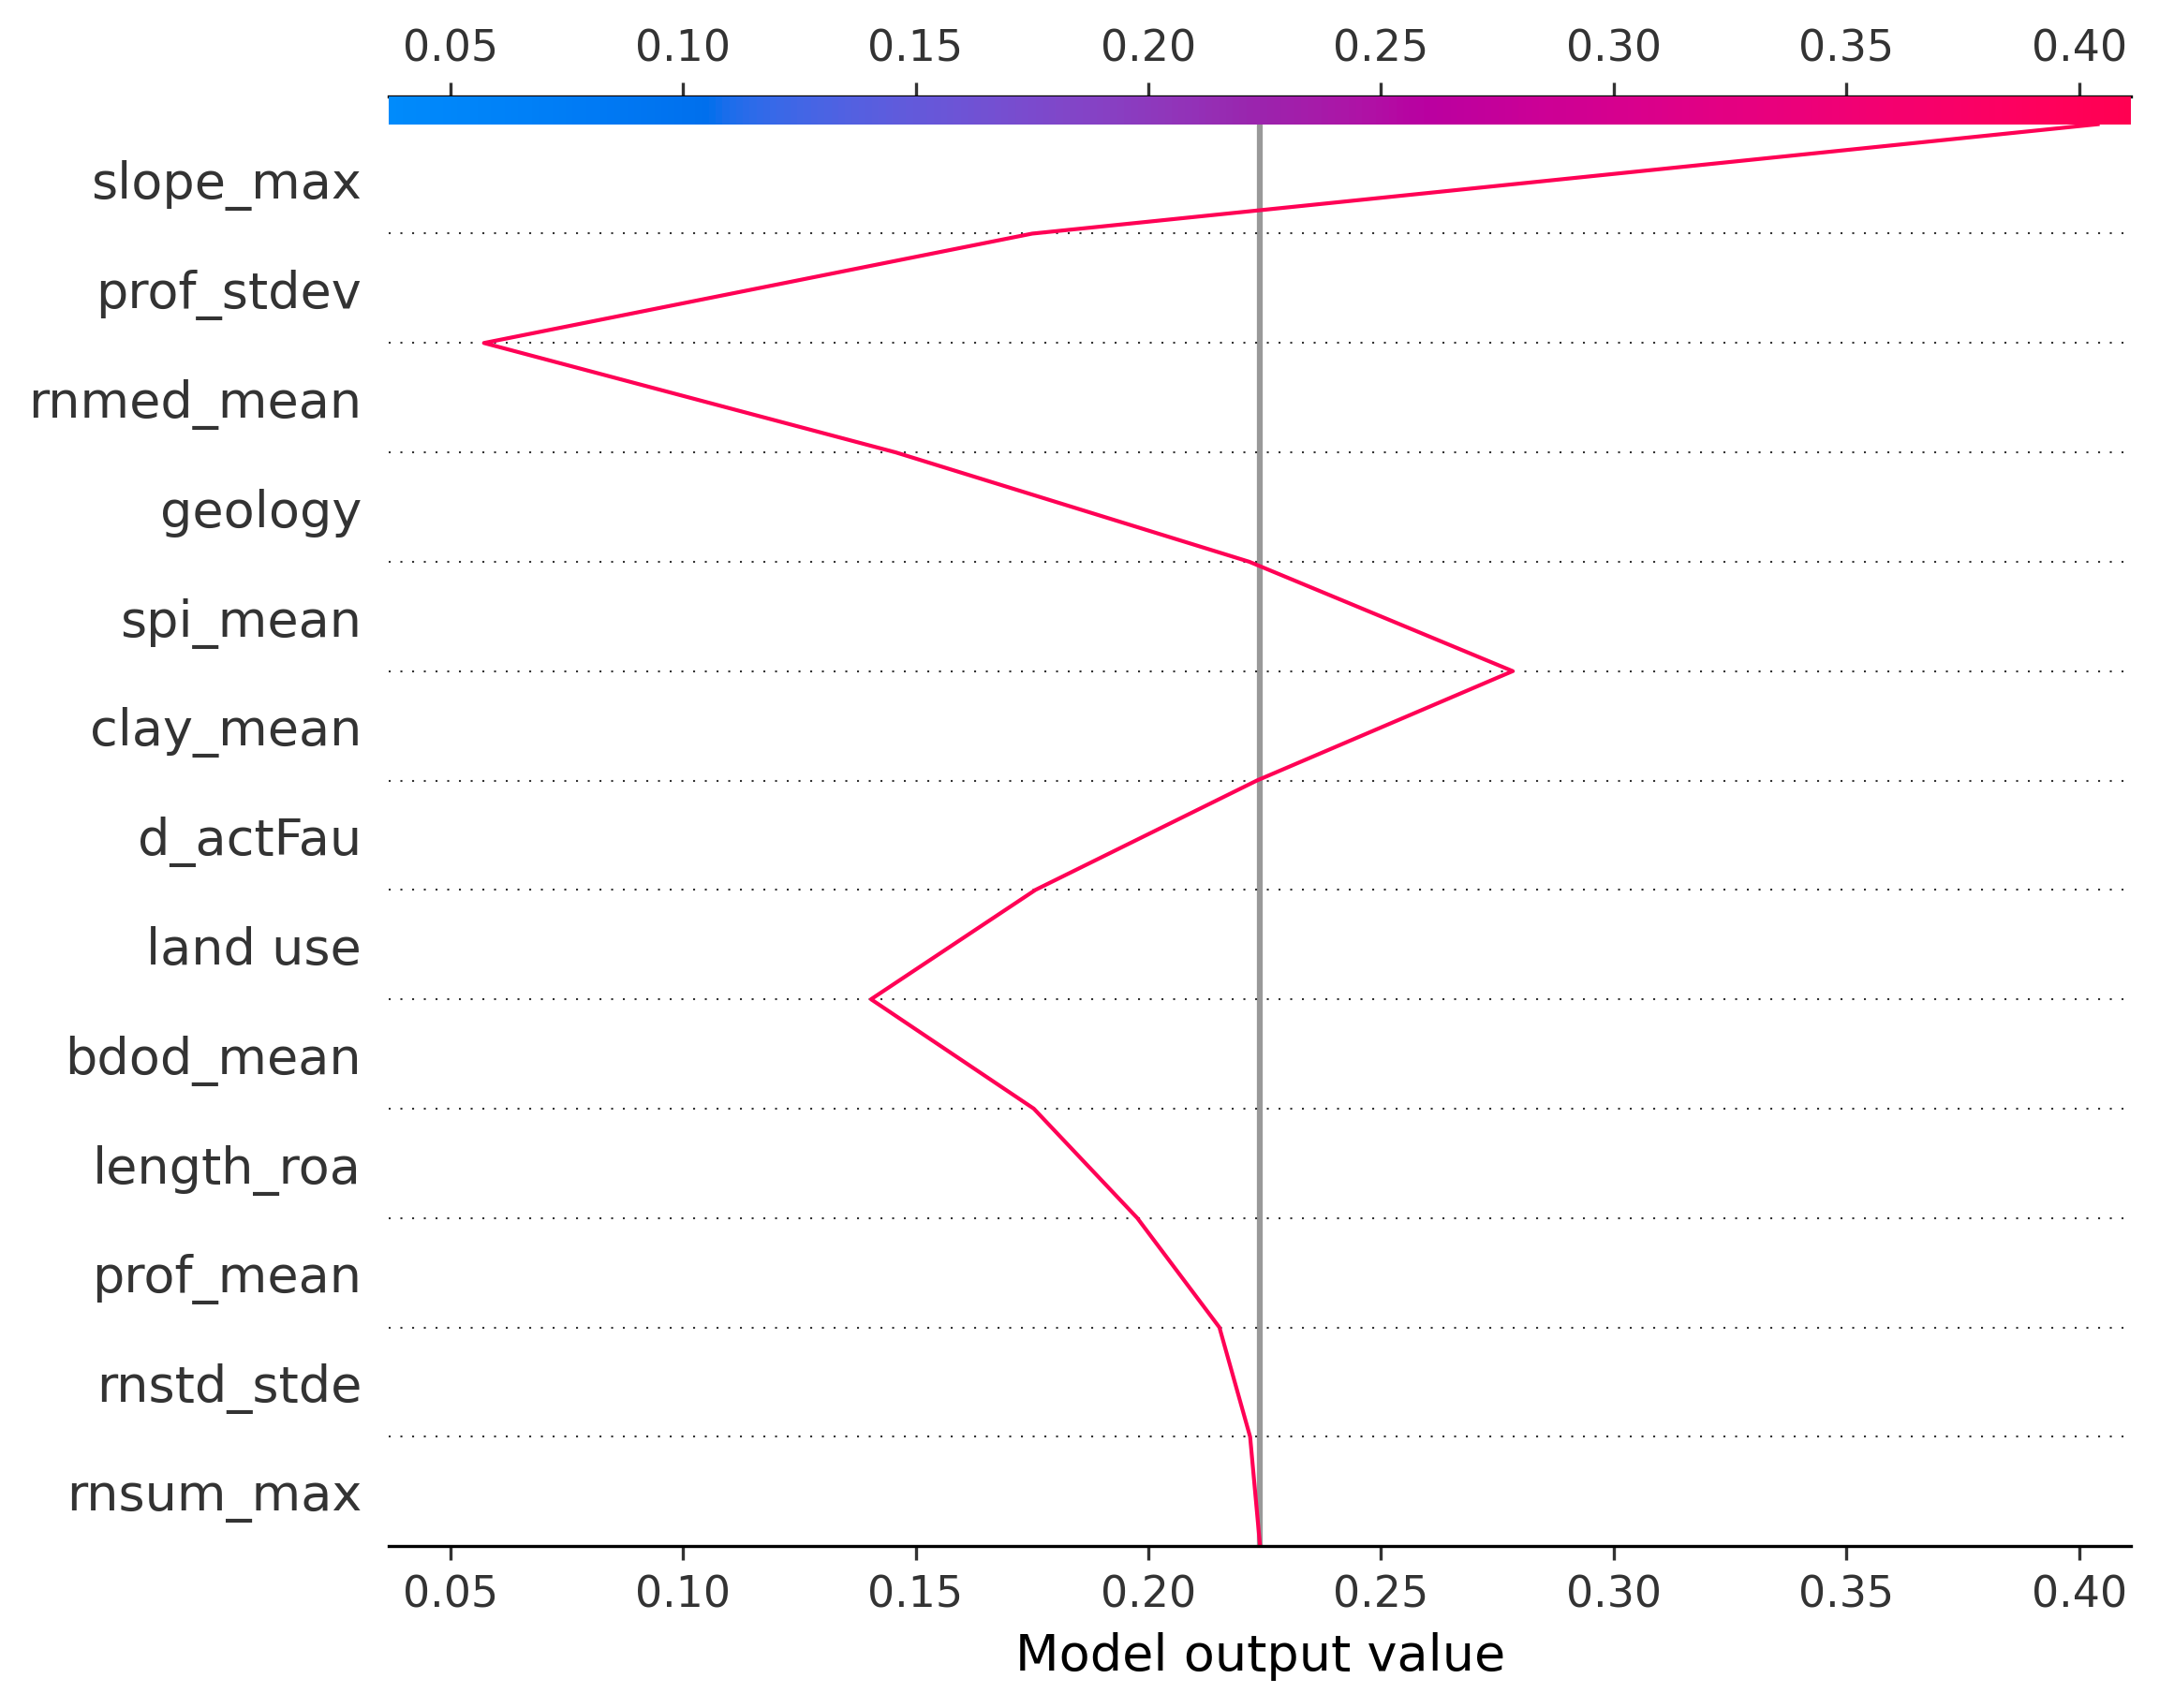 0.05 0.10 0.15 0.20 0.25 0.30 0.35 0.40
slope_max
prof_stdev
rnmed_mean
geology
spi_mean
clay_mean
d_actFau
land use
bdod_mean
length_roa
prof_mean
rnstd_stde
rnsum_max
0.05 0.10 0.15 0.20 0.25 0.30 0.35 0.40
Model output value